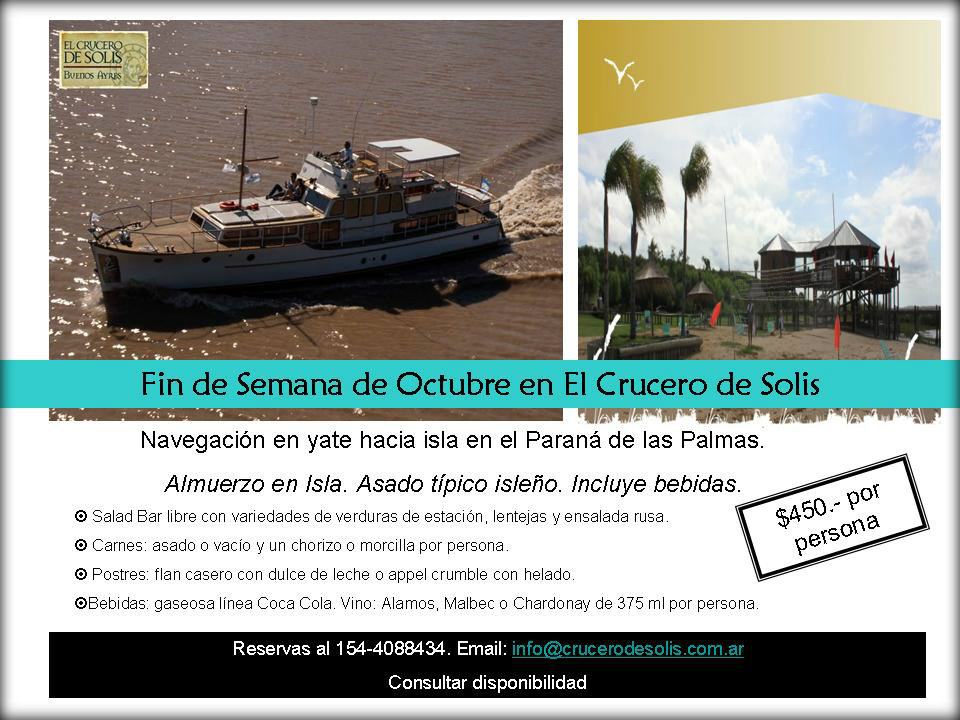 EL CRUCERO
DE SOLIS
BUENOS AYRES
Fin de Semana de Octubre en El Crucero de Solis
Navegación en yate hacia isla en el Paraná de las Palmas.
Almuerzo en Isla. Asado típico isleño. Incluye bebidas.
Salad Bar libre con variedades de verduras de estación, lentejas y ensalada rusa.
Carnes: asado o vacío y un chorizo o morcilla por persona.
Postres: flan casero con dulce de leche o appel crumble con helado.
Bebidas: gaseosa línea Coca Cola. Vino: Alamos, Malbec o Chardonay de 375 ml por persona.
$450.- por
persona
Reservas al 154-4088434. Email: info@crucerodesolis.com.ar
Consultar disponibilidad